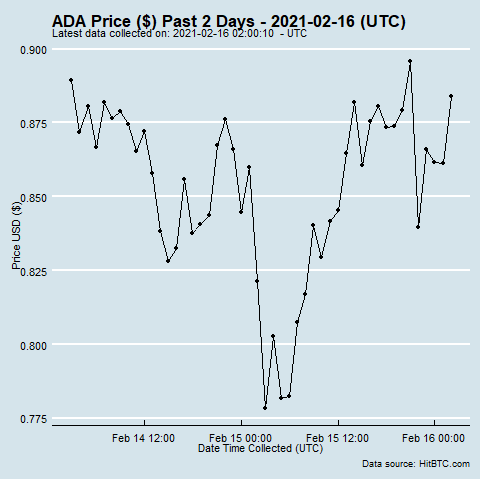 ADA Price ($) Past 2 Days - 2021-02-16 (UTC)
Latest data collected on: 2021-02-16 02:00:10  - UTC
0.900
0.875
0.850
0.825
0.800
0.775
Price USD ($)
Feb 14 12:00 Feb 15 00:00 Feb 15 12:00 Feb 16 00:00
Date Time Collected (UTC)
Data source: HitBTC.com